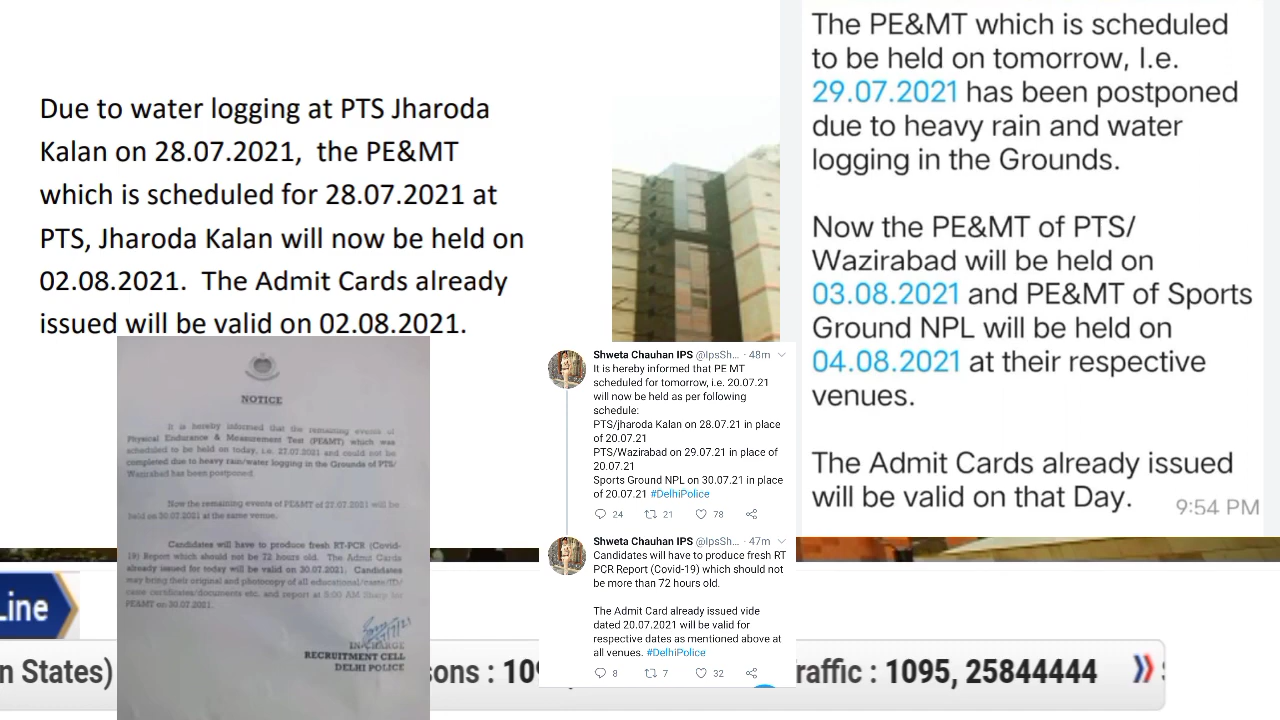 Due to water logging at PTS Jharoda
Kalan on 28.07.2021, the PE&MT
which is scheduled for 28.07.2021 at
PTS, Jharoda Kalan will now be held on
02.08.2021. The Admit Cards already
issued will be valid on 02.08.2021.
The PE&MT which is scheduled
to be held on tomorrow, I.e.
29.07.2021 has been postponed
due to heavy rain and water
logging in the Grounds.
Now the PE&MT of PTS/
Wazirabad will be held on
03.08.2021 and PE&MT of Sports
Ground NPL will be held on
04.08.2021 at their respective
venues.
The Admit Cards already issued
will be valid on that Day.
9:54 PM
NOTICE
It is hereby informed that the remaining events of
Physical Endurance & Measurement Test (PE&MT) which was
scheduled to be held on today, i.e. 27.07.2021 and could not be
completed due to heavy rain/water logging in the Grounds of PTS/
Wazirabad has been postponed.
Now the remaining events of PE&MT of 27.07.2021 will be
held on 30.07.2021 at the same venue.
Candidates will have to produce fresh RT-PCR (Covid-
19) Report which should not be 72 hours old. The Admit Cards
already issued for today will be valid on 30.07.2021. Candidates
may bring their original and photocopy of all educational/caste/ID/
caste certificates/documents etc. and report at 5:00 AM Sharp for
PE&MT on 30.07.2021.
INCHARGE
RECRUITMENT CELL
DELHI POLICE
Shweta Chauhan IPS @IpsSh... · 48m
It is hereby informed that PE MT
scheduled for tomorrow, i.e. 20.07.21
will now be held as per following
schedule:
PTS/jharoda Kalan on 28.07.21 in place
of 20.07.21
PTS/Wazirabad on 29.07.21 in place of
20.07.21
Sports Ground NPL on 30.07.21 in place
of 20.07.21 #DelhiPolice
24 21 78
Shweta Chauhan IPS @IpsSh... · 47m
Candidates will have to produce fresh RT
PCR Report (Covid-19) which should not
be more than 72 hours old.
The Admit Card already issued vide
dated 20.07.2021 will be valid for
respective dates as mentioned above at
all venues. #DelhiPolice
8 7 32
Line
n States) sons : 109 raffic : 1095, 25844444